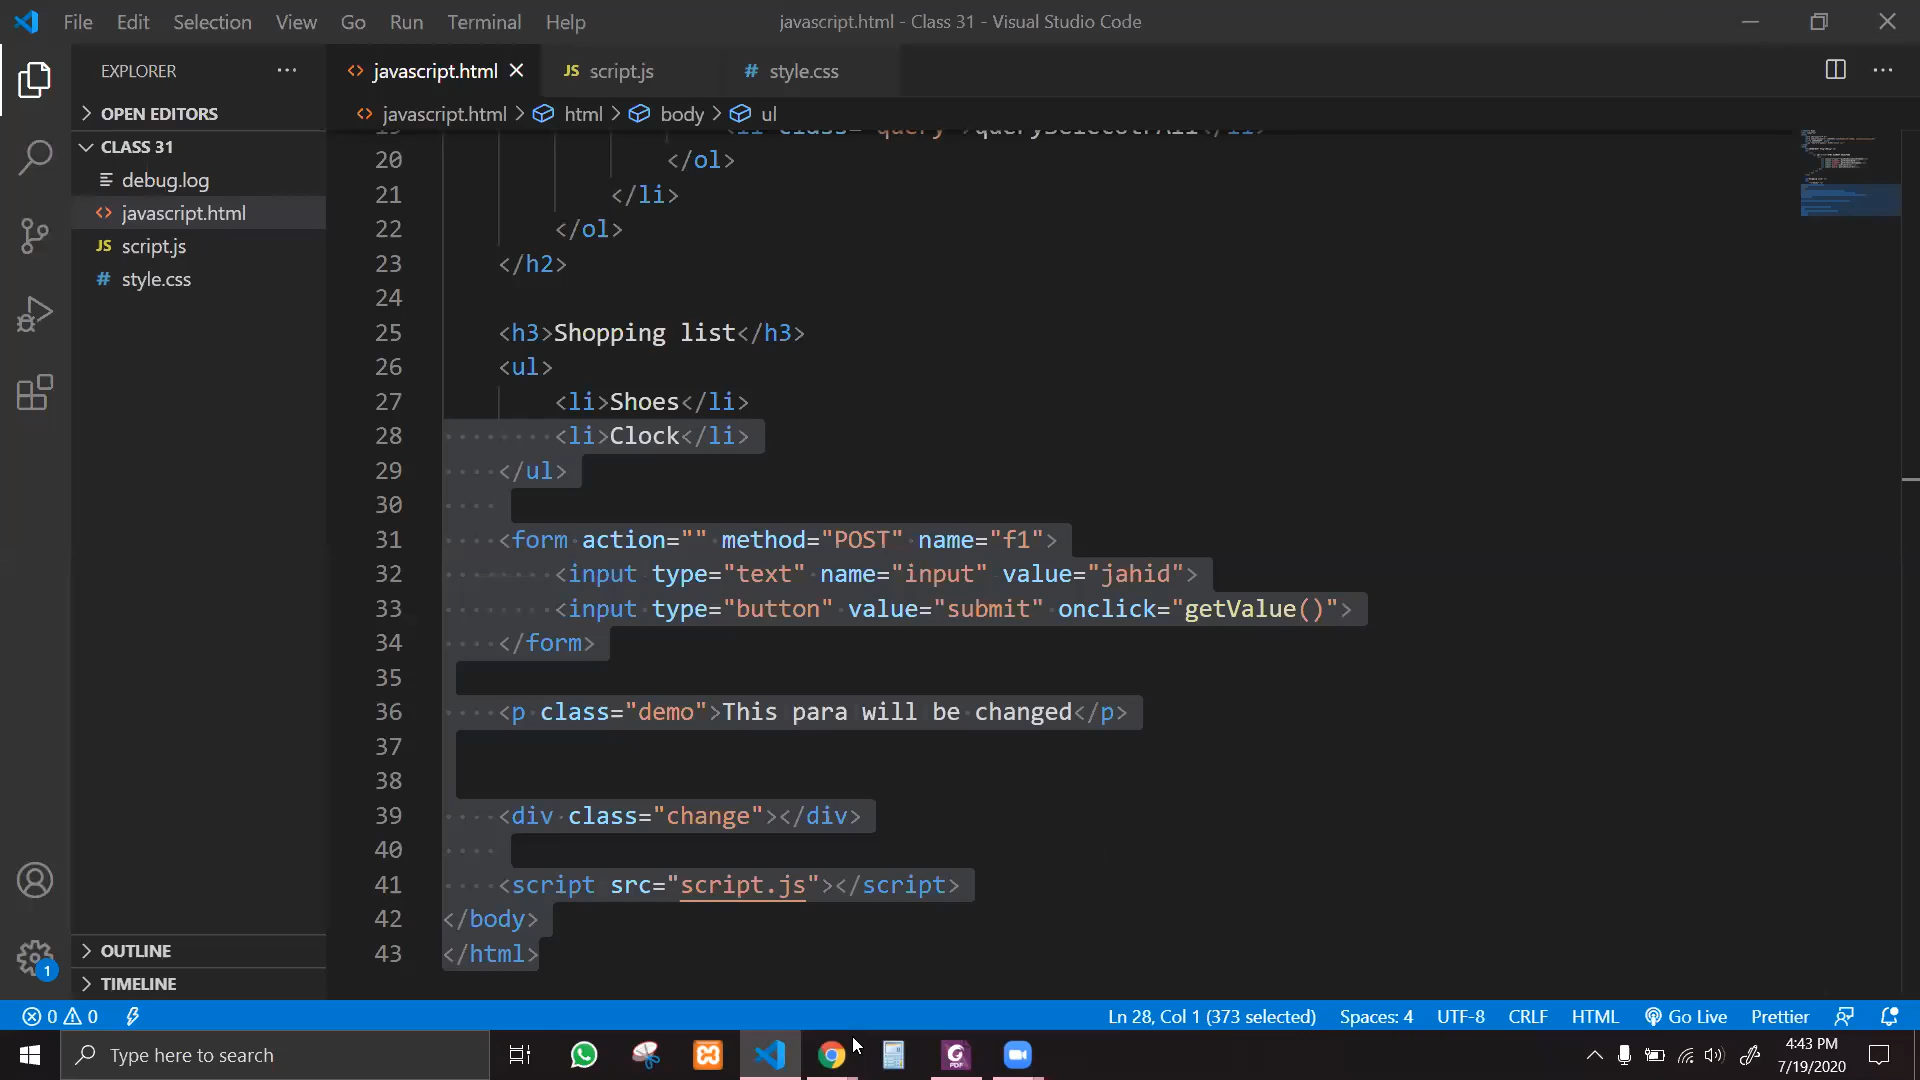 File Edit Selection View Go Run Terminal Help
javascript.html - Class 31 - Visual Studio Code
EXPLORER
OPEN EDITORS
CLASS 31
debug.log
javascript.html
JS script.js
# style.css
OUTLINE
TIMELINE
1
javascript.html
JS script.js
# style.css
javascript.html > html > body > ul
20 </ol>
21 </li>
22 </ol>
23 </h2>
24
25 <h3>Shopping list</h3>
26 <ul>
27 <li>Shoes</li>
28 <li>Clock</li>
29 </ul>
30
31 <form action="" method="POST" name="f1">
32 <input type="text" name="input" value="jahid">
33 <input type="button" value="submit" onclick="getValue()">
34 </form>
35
36 <p class="demo">This para will be changed</p>
37
38
39 <div class="change"></div>
40
41 <script src="script.js"></script>
42 </body>
43 </html>
0 0
Ln 28, Col 1 (373 selected) Spaces: 4 UTF-8 CRLF HTML Go Live Prettier
Type here to search
4:43 PM
7/19/2020